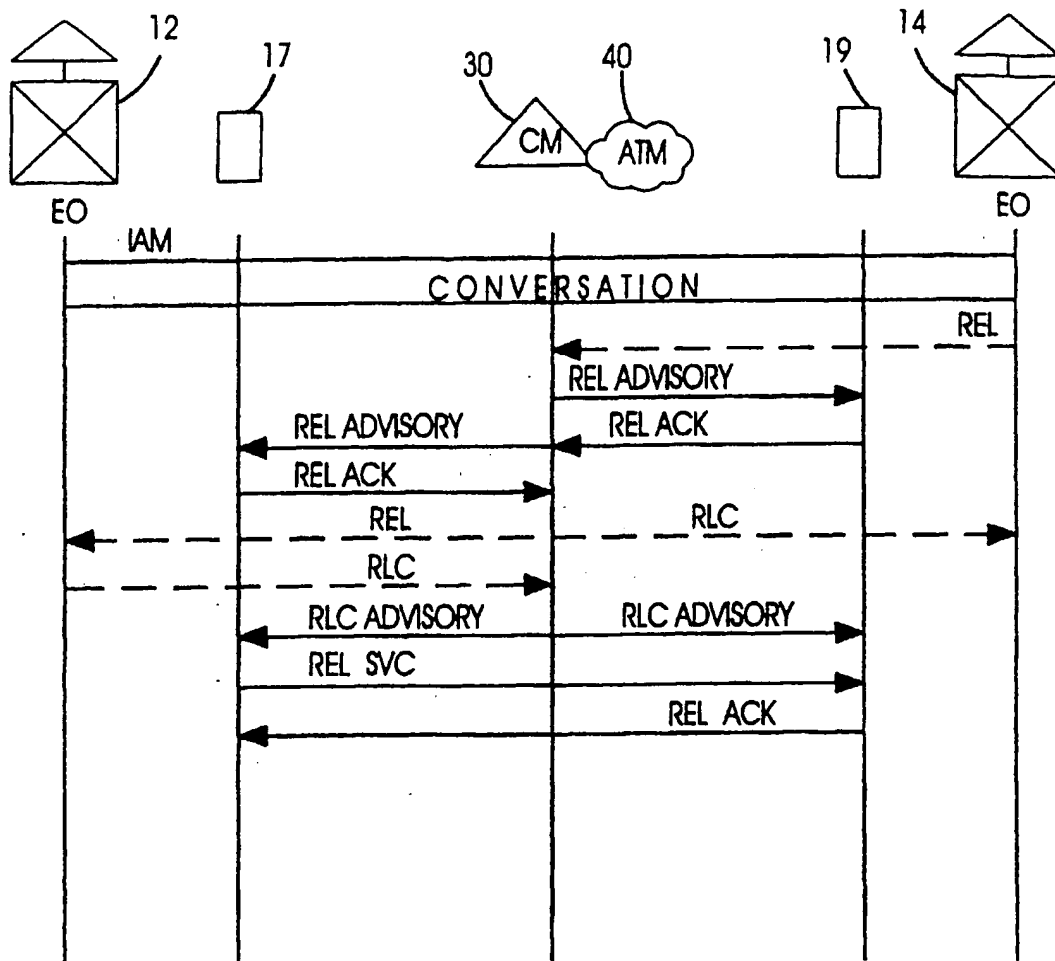 12
17
30
40
19
14
CM
ATM
EO
EO
IAM
CONVERSATION
REL
REL ADVISORY
REL ADVISORY
REL ACK
REL ACK
REL
RLC
RLC
RLC ADVISORY
RLC ADVISORY
REL SVC
REL ACK